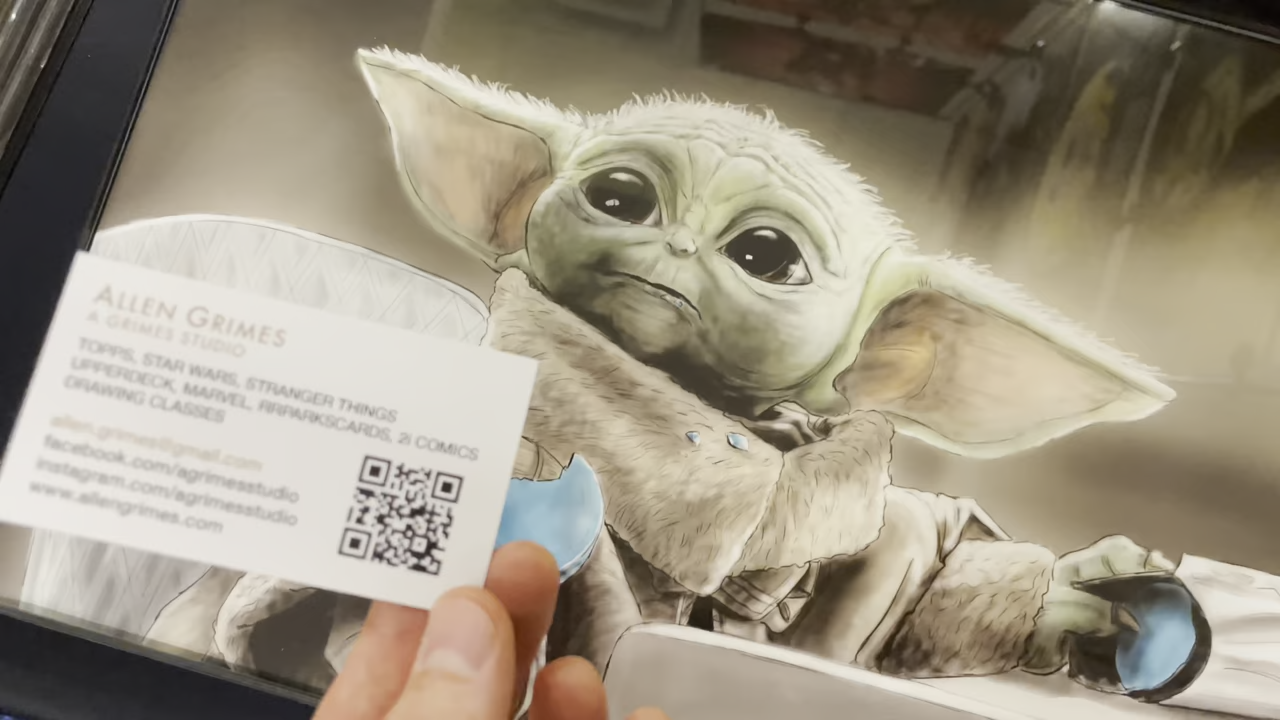 ALLEN GRIMES
A GRIMES STUDIO
TOPPS, STAR WARS, STRANGER THINGS
UPPERDECK, MARVEL, RRPARKSCARDS, 2i COMICS
DRAWING CLASSES
allen.grimes@gmail.com
facebook.com/agrimesstudio
instagram.com/agrimesstudio
www.allengrimes.com